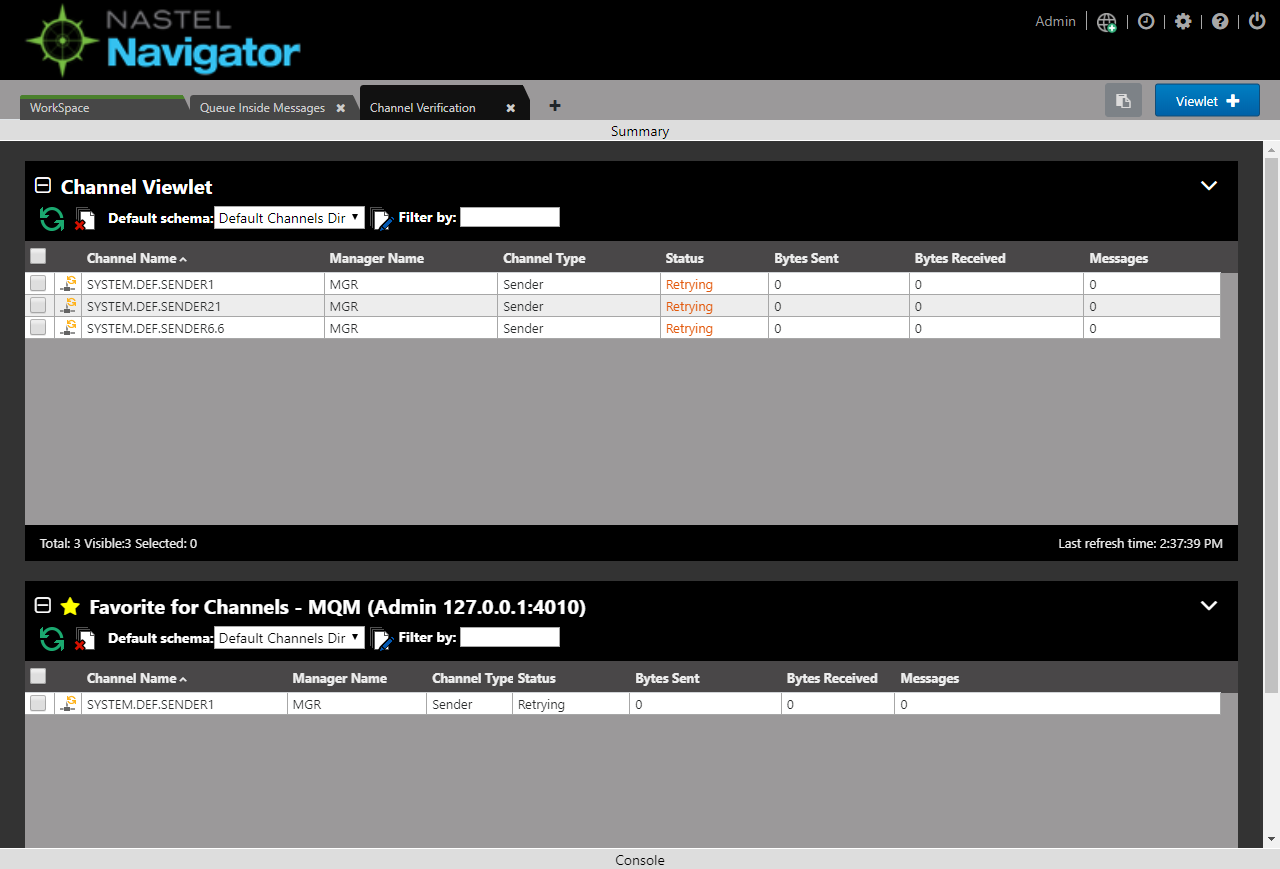 NASTEL
Navigator
Admin
WorkSpace
Queue Inside Messages
Channel Verification
Viewlet
Summary
Channel Viewlet
Default schema: Default Channels Dir Filter by:
Channel Name Manager Name Channel Type Status Bytes Sent Bytes Received Messages
SYSTEM.DEF.SENDER1 MGR Sender Retrying 0 0 0
SYSTEM.DEF.SENDER21 MGR Sender Retrying 0 0 0
SYSTEM.DEF.SENDER6.6 MGR Sender Retrying 0 0 0
Total: 3 Visible:3 Selected: 0 Last refresh time: 2:37:39 PM
Favorite for Channels - MQM (Admin 127.0.0.1:4010)
Default schema: Default Channels Dir Filter by:
Channel Name Manager Name Channel Type Status Bytes Sent Bytes Received Messages
SYSTEM.DEF.SENDER1 MGR Sender Retrying 0 0 0
Console